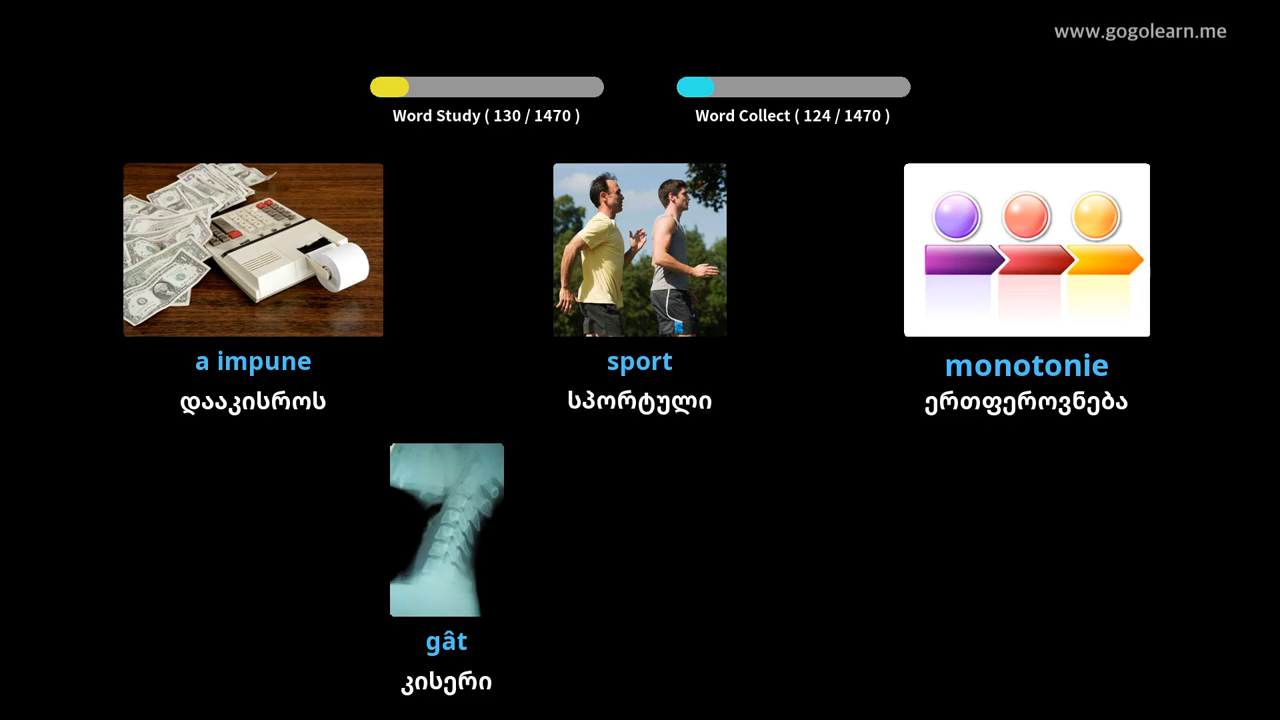 www.gogolearn.me
Word Study ( 130 / 1470 )
Word Collect ( 124 / 1470 )
a impune
დააკისროს
sport
სპორტული
monotonie
ერთფეროვნება
gât
კისერი